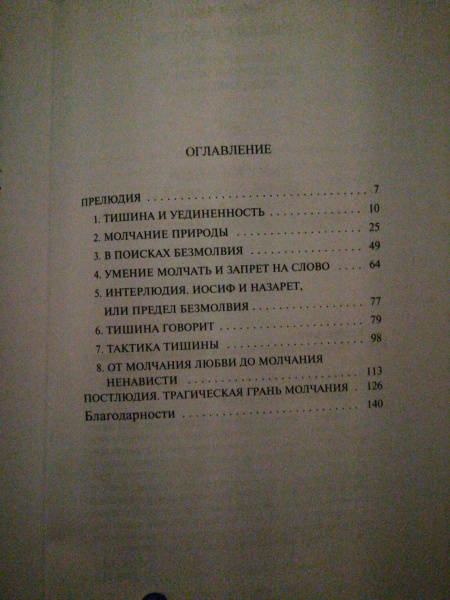 ОГЛАВЛЕНИЕ
ПРЕЛЮДИЯ . . . . . . . . . . . . . . . . . . . . . . . . . . . . . . 7
1. ТИШИНА И УЕДИНЕННОСТЬ . . . . . . . . . . . . . . 10
2. МОЛЧАНИЕ ПРИРОДЫ . . . . . . . . . . . . . . . . . . . 25
3. В ПОИСКАХ БЕЗМОЛВИЯ . . . . . . . . . . . . . . . . . 49
4. УМЕНИЕ МОЛЧАТЬ И ЗАПРЕТ НА СЛОВО . . . . 64
5. ИНТЕРЛЮДИЯ. ИОСИФ И НАЗАРЕТ,
ИЛИ ПРЕДЕЛ БЕЗМОЛВИЯ . . . . . . . . . . . . . . . . 77
6. ТИШИНА ГОВОРИТ . . . . . . . . . . . . . . . . . . . . . 79
7. ТАКТИКА ТИШИНЫ . . . . . . . . . . . . . . . . . . . . . 98
8. ОТ МОЛЧАНИЯ ЛЮБВИ ДО МОЛЧАНИЯ
НЕНАВИСТИ . . . . . . . . . . . . . . . . . . . . . . . . 113
ПОСТЛЮДИЯ. ТРАГИЧЕСКАЯ ГРАНЬ МОЛЧАНИЯ . 126
Благодарности . . . . . . . . . . . . . . . . . . . . . . . . . 140